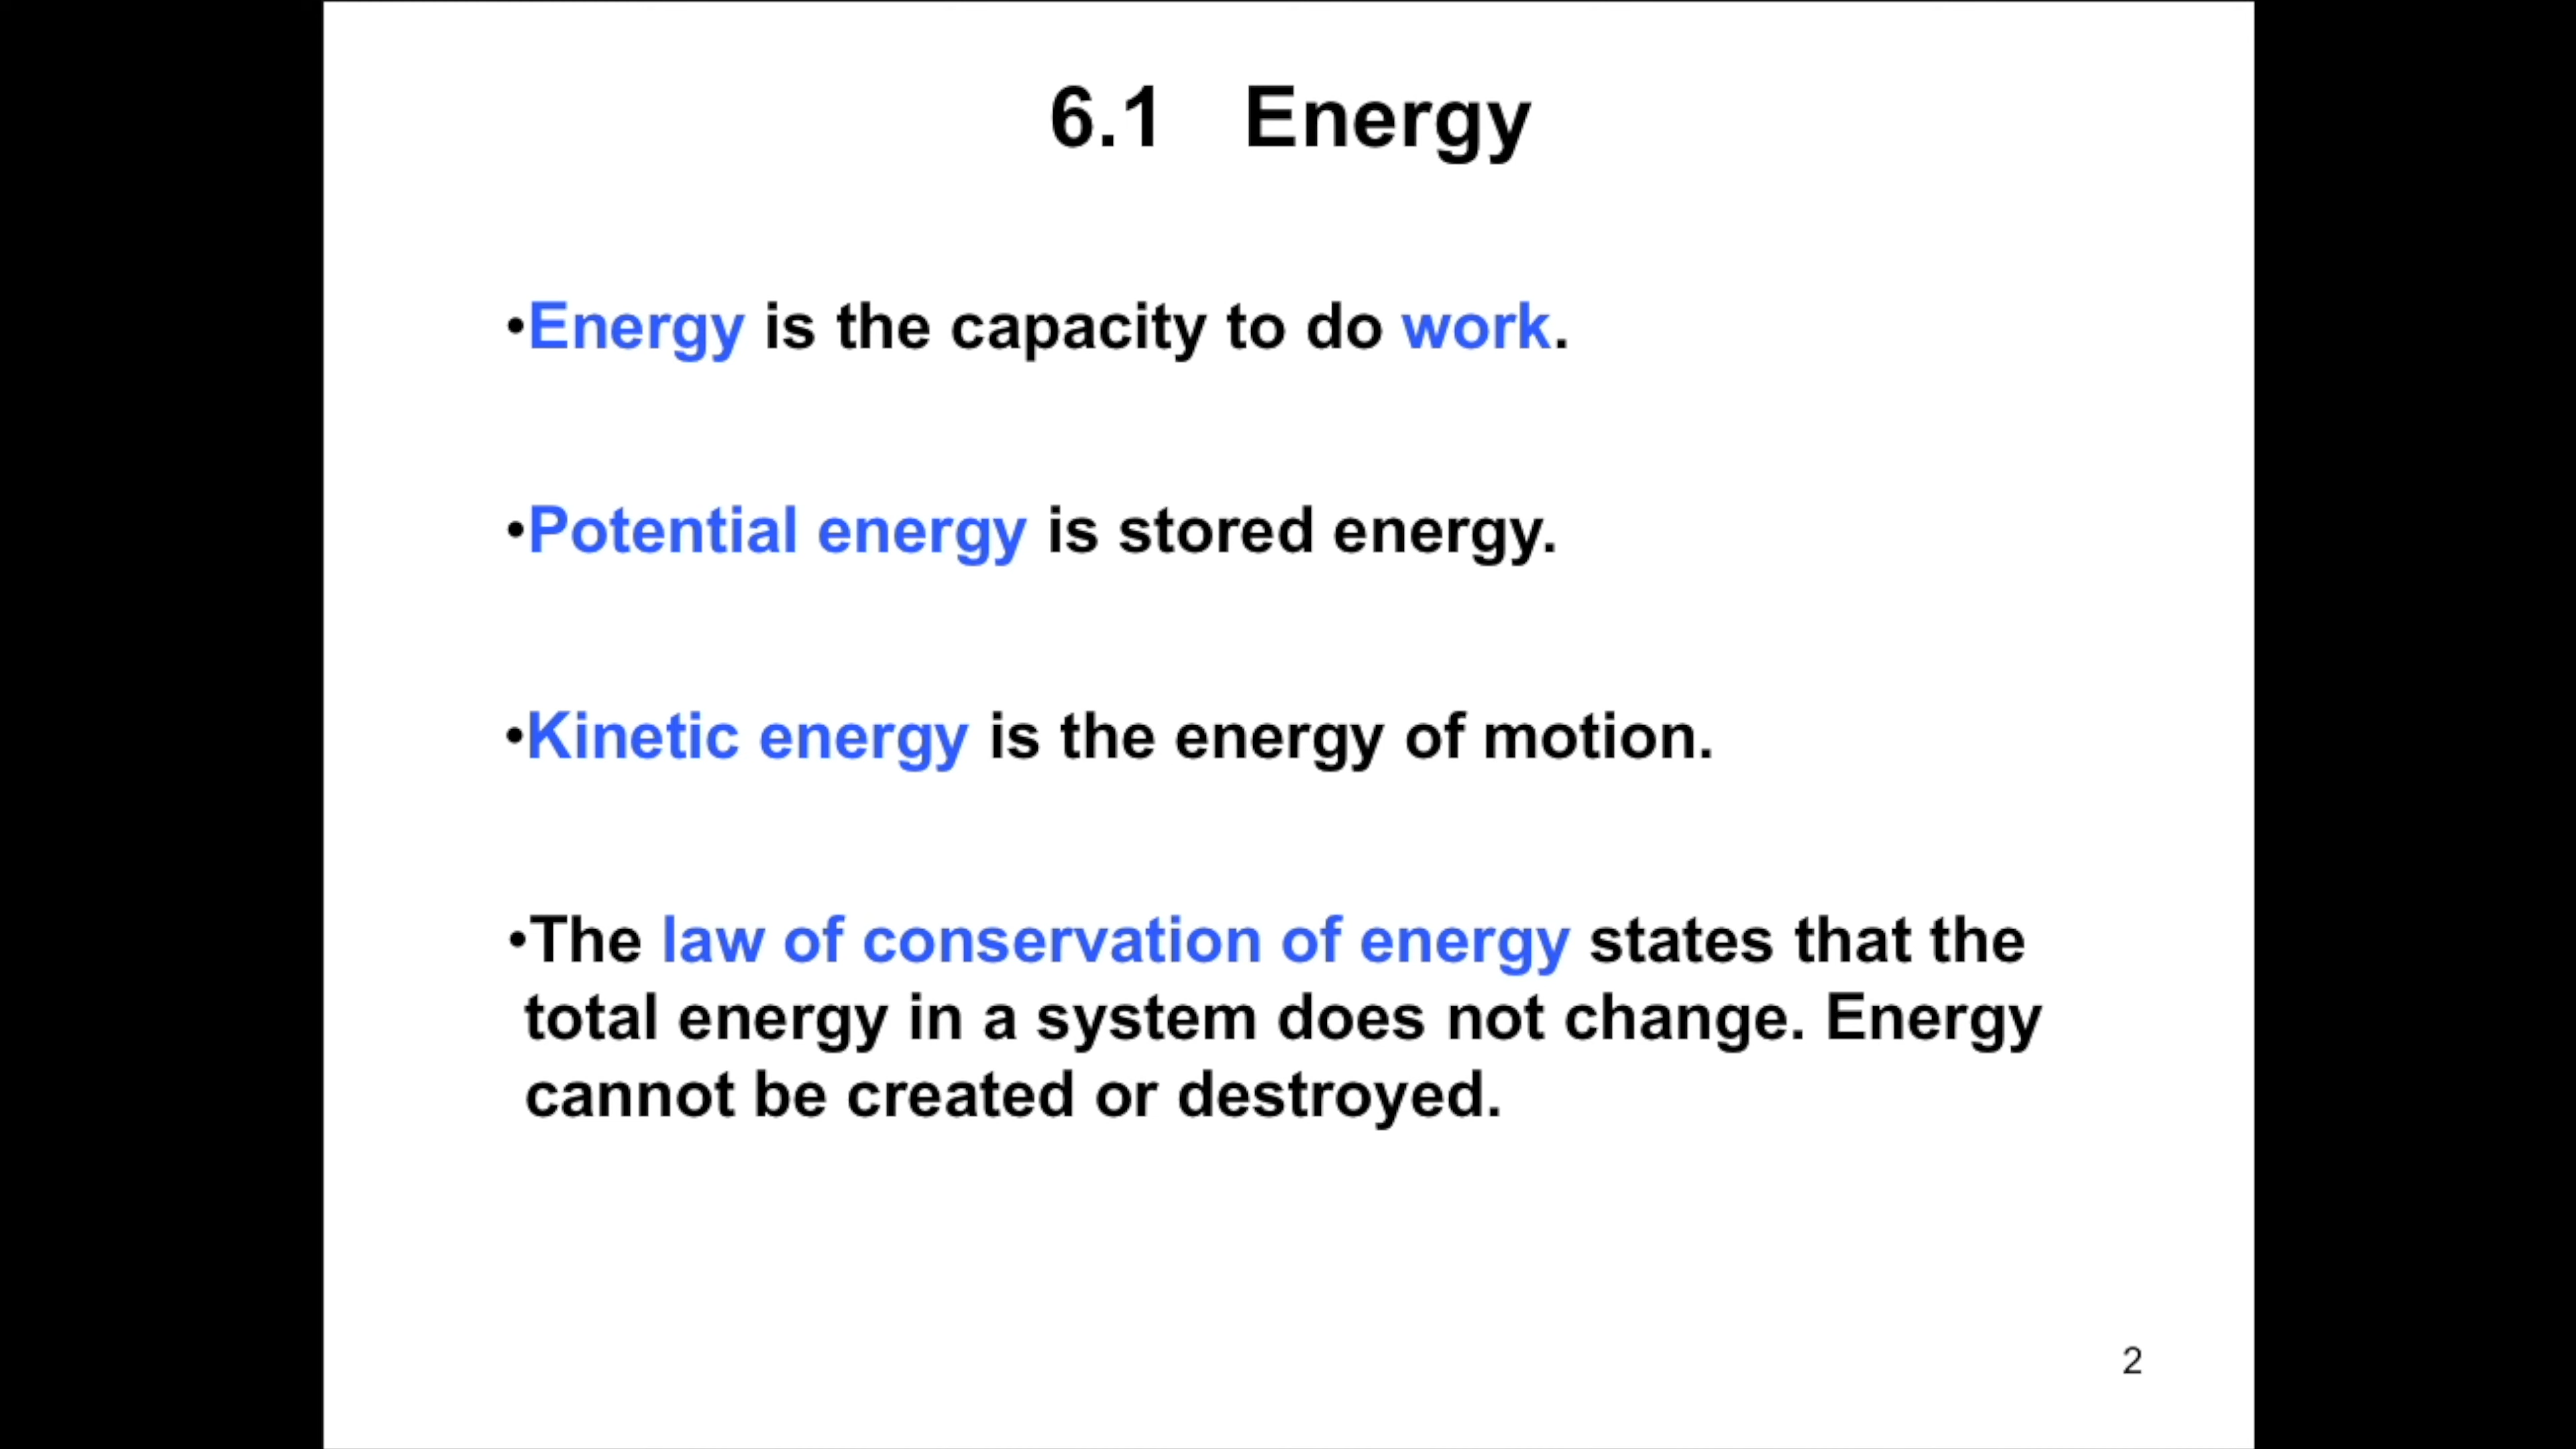 6.1 Energy
•Energy is the capacity to do work.
•Potential energy is stored energy.
•Kinetic energy is the energy of motion.
•The law of conservation of energy states that the
total energy in a system does not change. Energy
cannot be created or destroyed.
2